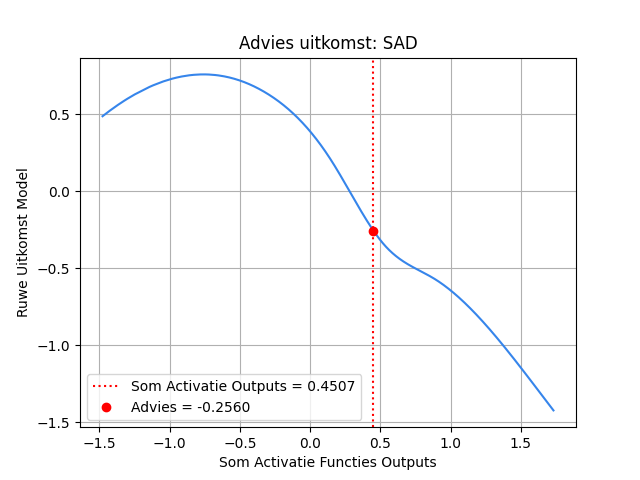 Advies uitkomst: SAD
Ruwe Uitkomst Model
0.5
0.0
−0.5
−1.0
−1.5
Som Activatie Outputs = 0.4507
Advies = -0.2560
−1.5
−1.0
−0.5
0.0
0.5
1.0
1.5
Som Activatie Functies Outputs